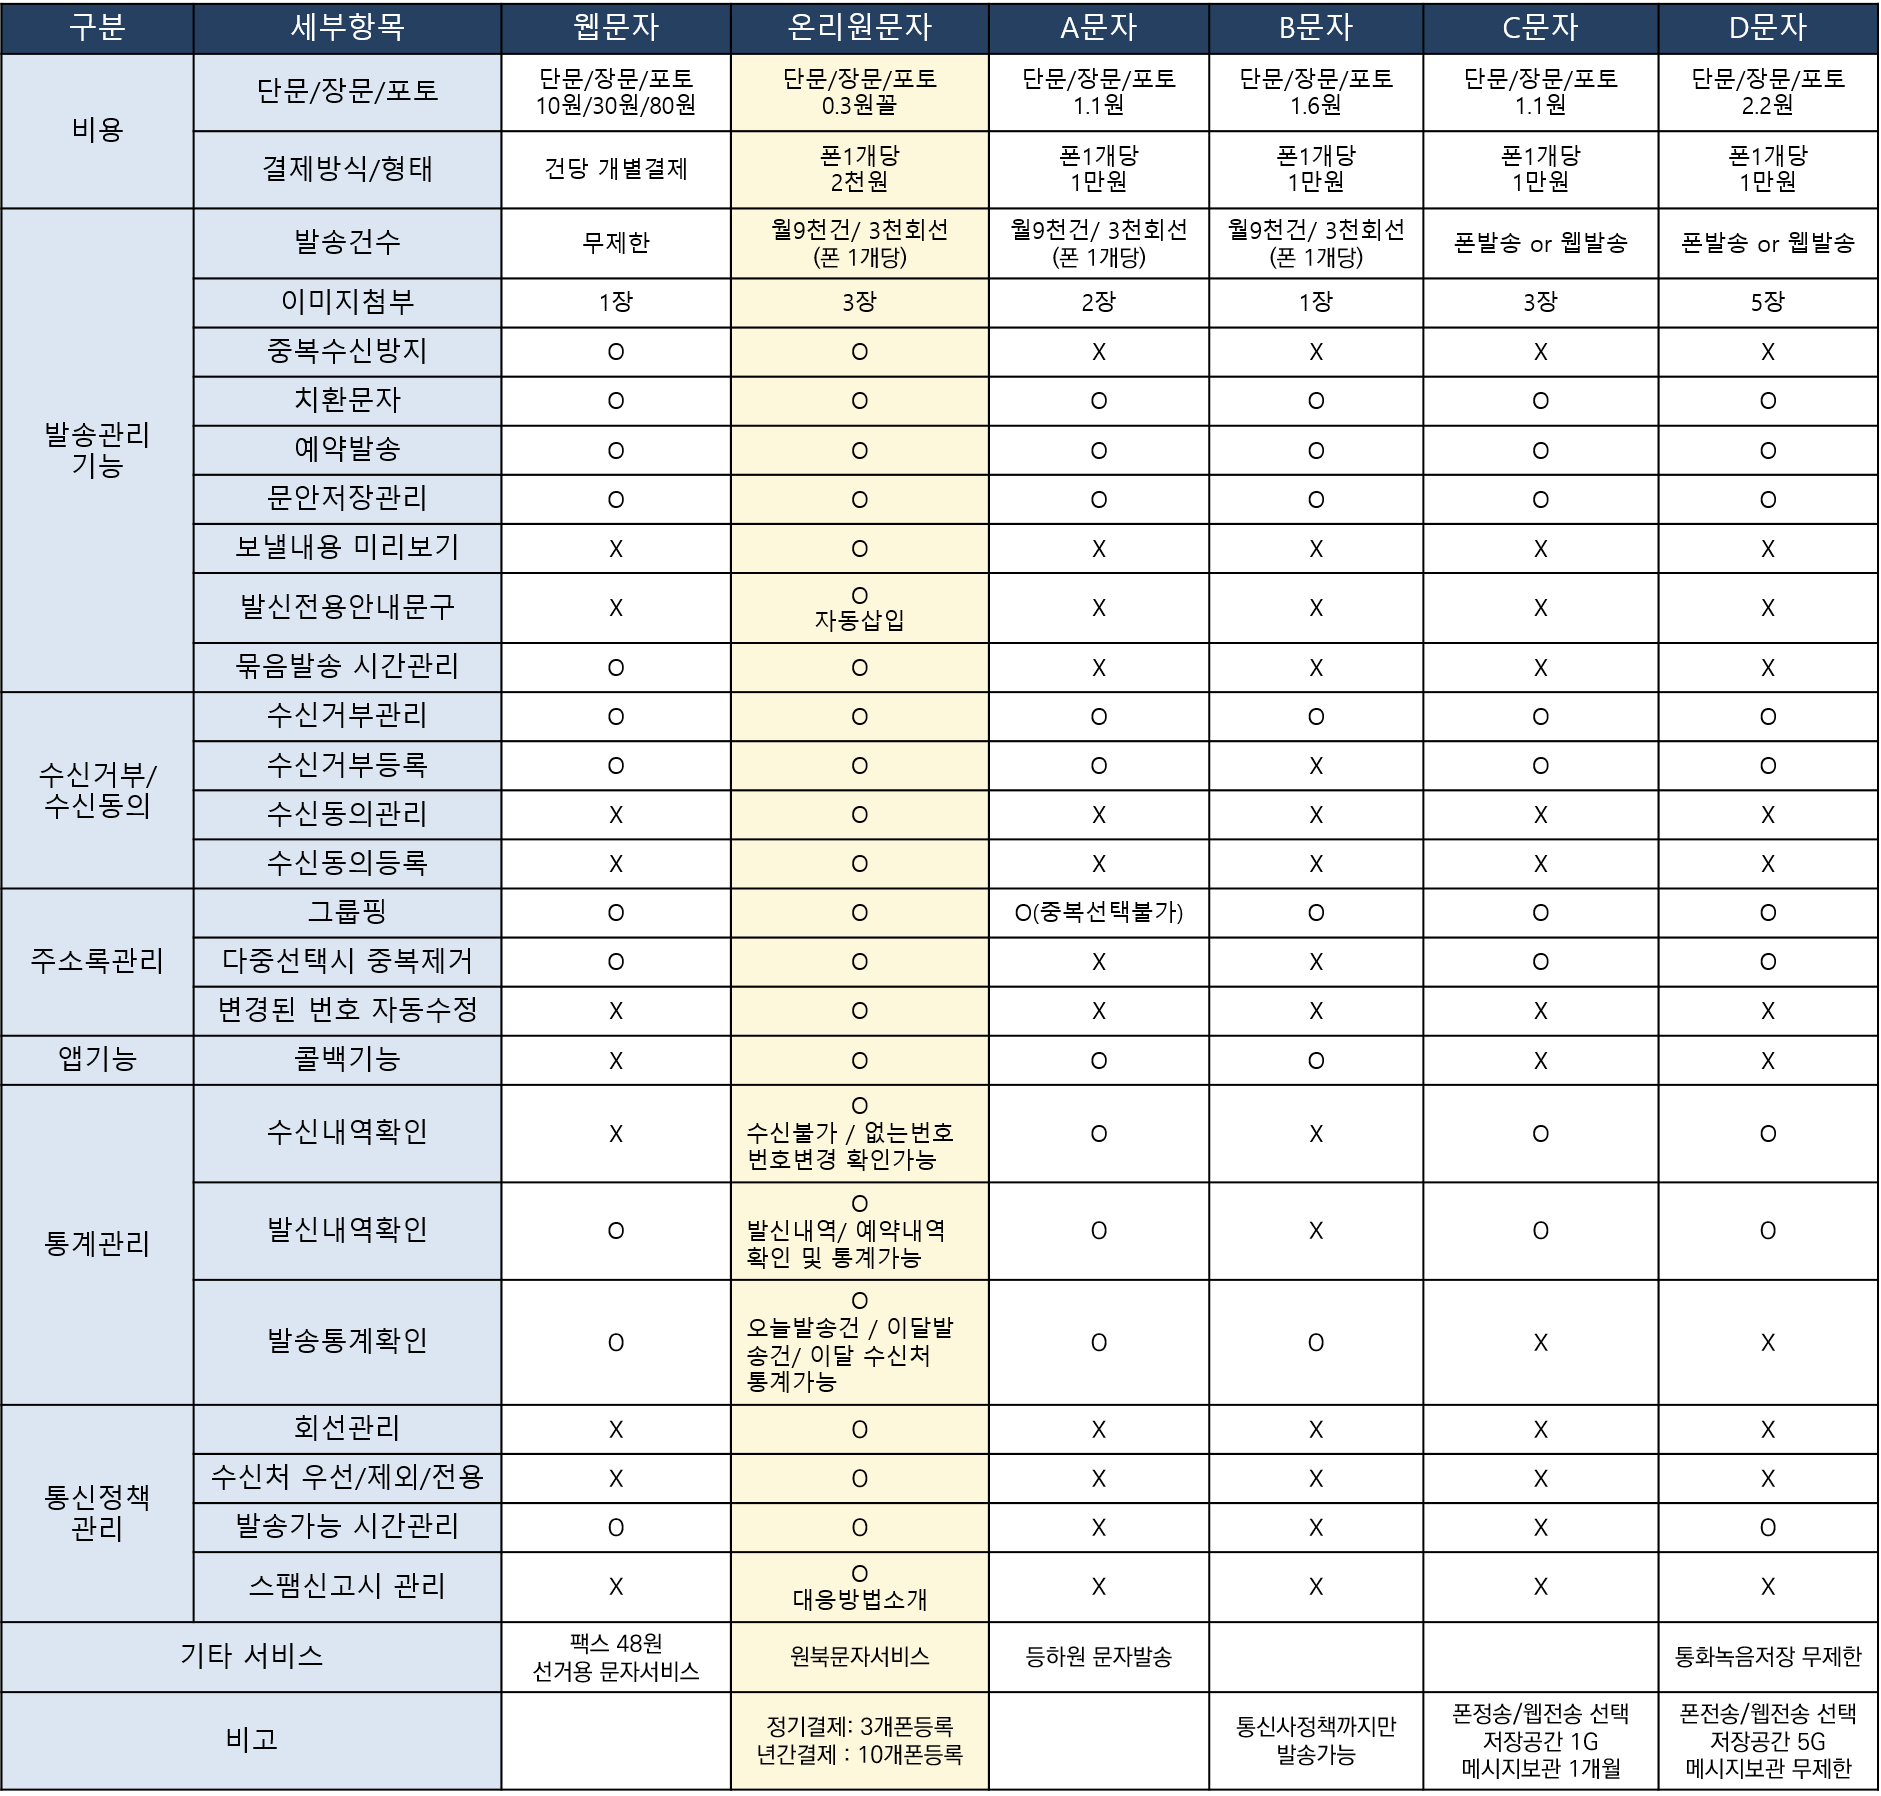 구분 세부항목 웹문자 온리원문자 A문자 B문자 C문자 D문자
비용
단문/장문/포토
단문/장문/포토 단문/장문/포토 단문/장문/포토 단문/장문/포토 단문/장문/포토 단문/장문/포토
10원/30원/80원 0.3원꼴 1.1원 1.6원 1.1원 2.2원
결제방식/형태 건당 개별결제
폰1개당 폰1개당 폰1개당 폰1개당 폰1개당
2천원 1만원 1만원 1만원 1만원
발송관리
기능
발송건수 무제한
월9천건/ 3천회선 월9천건/ 3천회선 월9천건/ 3천회선 폰발송 or 웹발송 폰발송 or 웹발송
(폰 1개당) (폰 1개당) (폰 1개당)
이미지첨부 1장 3장 2장 1장 3장 5장
중복수신방지 O O X X X X
치환문자 O O O O O O
예약발송 O O O O O O
문안저장관리 O O O O O O
보낼내용 미리보기 X O X X X X
발신전용안내문구 X O X X X X
자동삽입
묶음발송 시간관리 O O X X X X
수신거부/
수신동의
수신거부관리 O O O O O O
수신거부등록 O O O X O O
수신동의관리 X O X X X X
수신동의등록 X O X X X X
주소록관리
그룹핑 O O O(중복선택불가) O O O
다중선택시 중복제거 O O X X O O
변경된 번호 자동수정 X O X X X X
앱기능 콜백기능 X O O O X X
통계관리
수신내역확인 X O O X O O
수신불가 / 없는번호
번호변경 확인가능
발신내역확인 O O O X O O
발신내역/ 예약내역
확인 및 통계가능
발송통계확인 O O O O X X
오늘발송건 / 이달발
송건/ 이달 수신처
통계가능
통신정책
관리
회선관리 X O X X X X
수신처 우선/제외/전용 X O X X X X
발송가능 시간관리 O O X X X O
스팸신고시 관리 X O X X X X
대응방법소개
기타 서비스
팩스 48원
선거용 문자서비스
원북문자서비스 등하원 문자발송 통화녹음저장 무제한
비고
정기결제: 3개폰등록
년간결제 : 10개폰등록
통신사정책까지만
발송가능
폰정송/웹전송 선택
저장공간 1G
메시지보관 1개월
폰전송/웹전송 선택
저장공간 5G
메시지보관 무제한